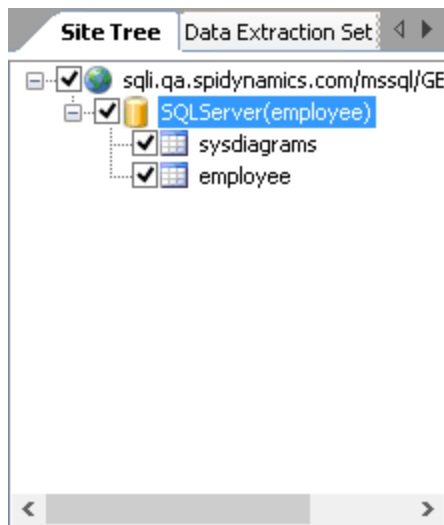 Site Tree Data Extraction Set
sqli.qa.spidynamics.com/mssql/GE
SQLServer(employee)
sysdiagrams
employee